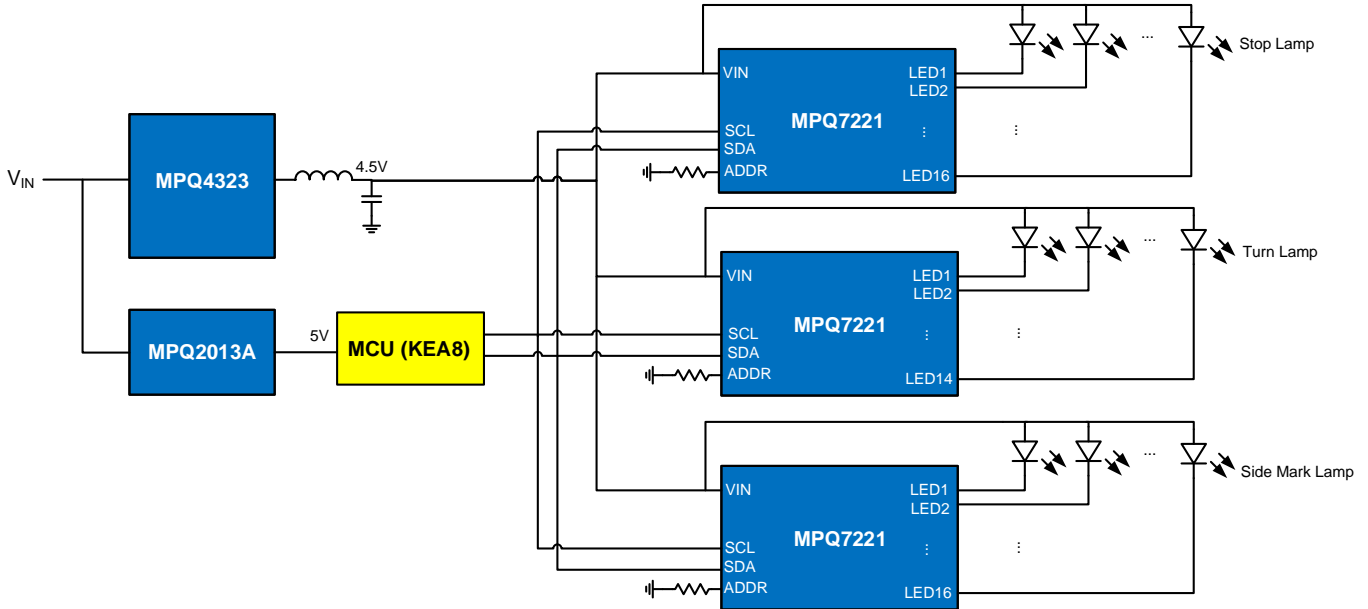 VIN
MPQ4323
4.5V
MPQ2013A
5V
MCU (KEA8)
VIN
SCL
SDA
ADDR
MPQ7221
LED1
LED2
⋮
LED16
⋮
...
Stop Lamp
VIN
SCL
SDA
ADDR
MPQ7221
LED1
LED2
⋮
LED14
⋮
...
Turn Lamp
VIN
SCL
SDA
ADDR
MPQ7221
LED1
LED2
⋮
LED16
⋮
...
Side Mark Lamp